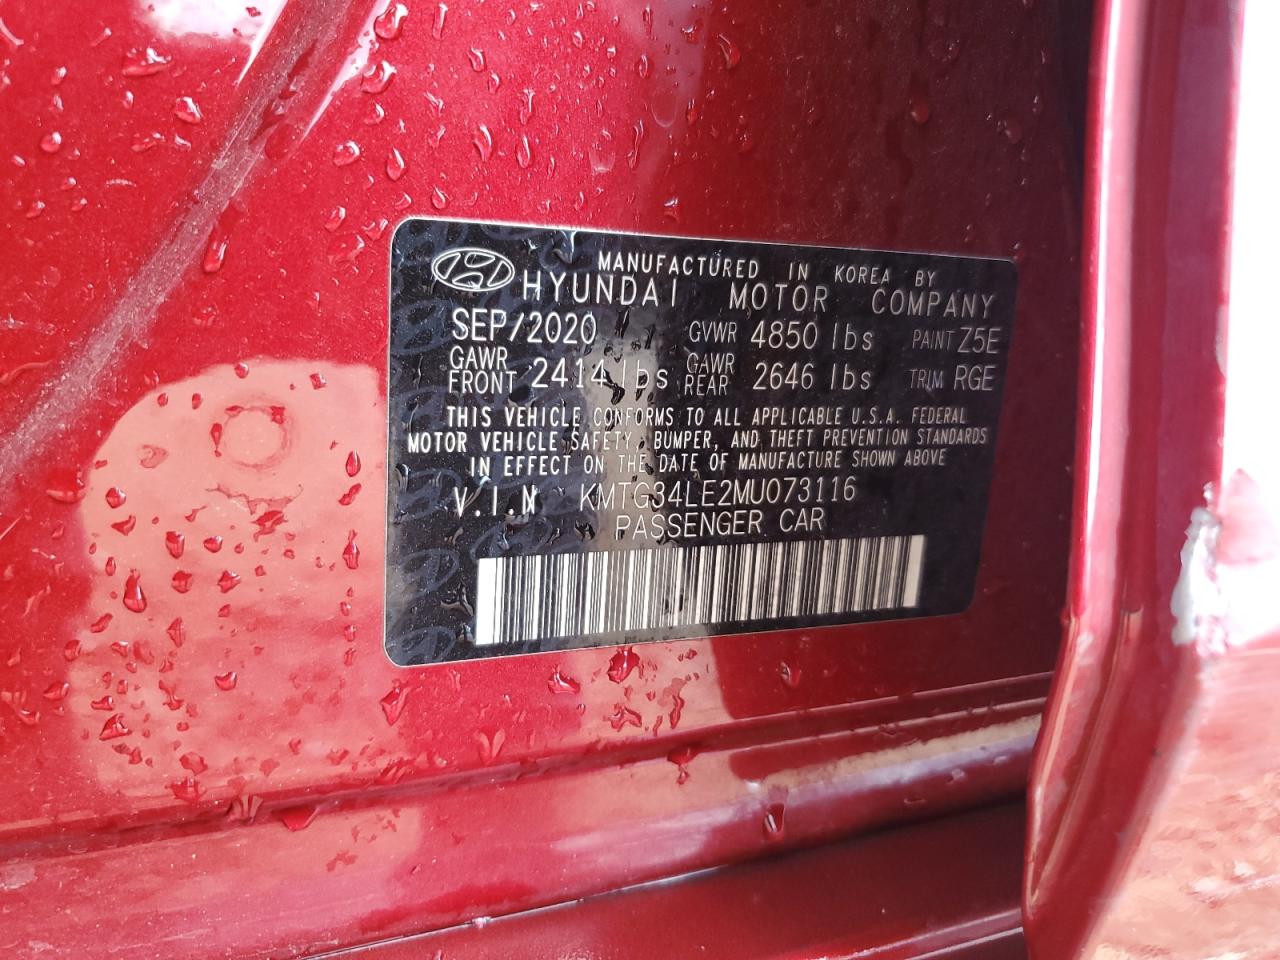 MANUFACTURED IN KOREA BY
HYUNDAI MOTOR COMPANY
SEP/2020 GVWR 4850 lbs PAINT Z5E
GAWR FRONT 2414 lbs GAWR REAR 2646 lbs TRIM RGE
THIS VEHICLE CONFORMS TO ALL APPLICABLE U.S.A. FEDERAL
MOTOR VEHICLE SAFETY, BUMPER, AND THEFT PREVENTION STANDARDS
IN EFFECT ON THE DATE OF MANUFACTURE SHOWN ABOVE
V.I.N KMTG34LE2MU073116
PASSENGER CAR